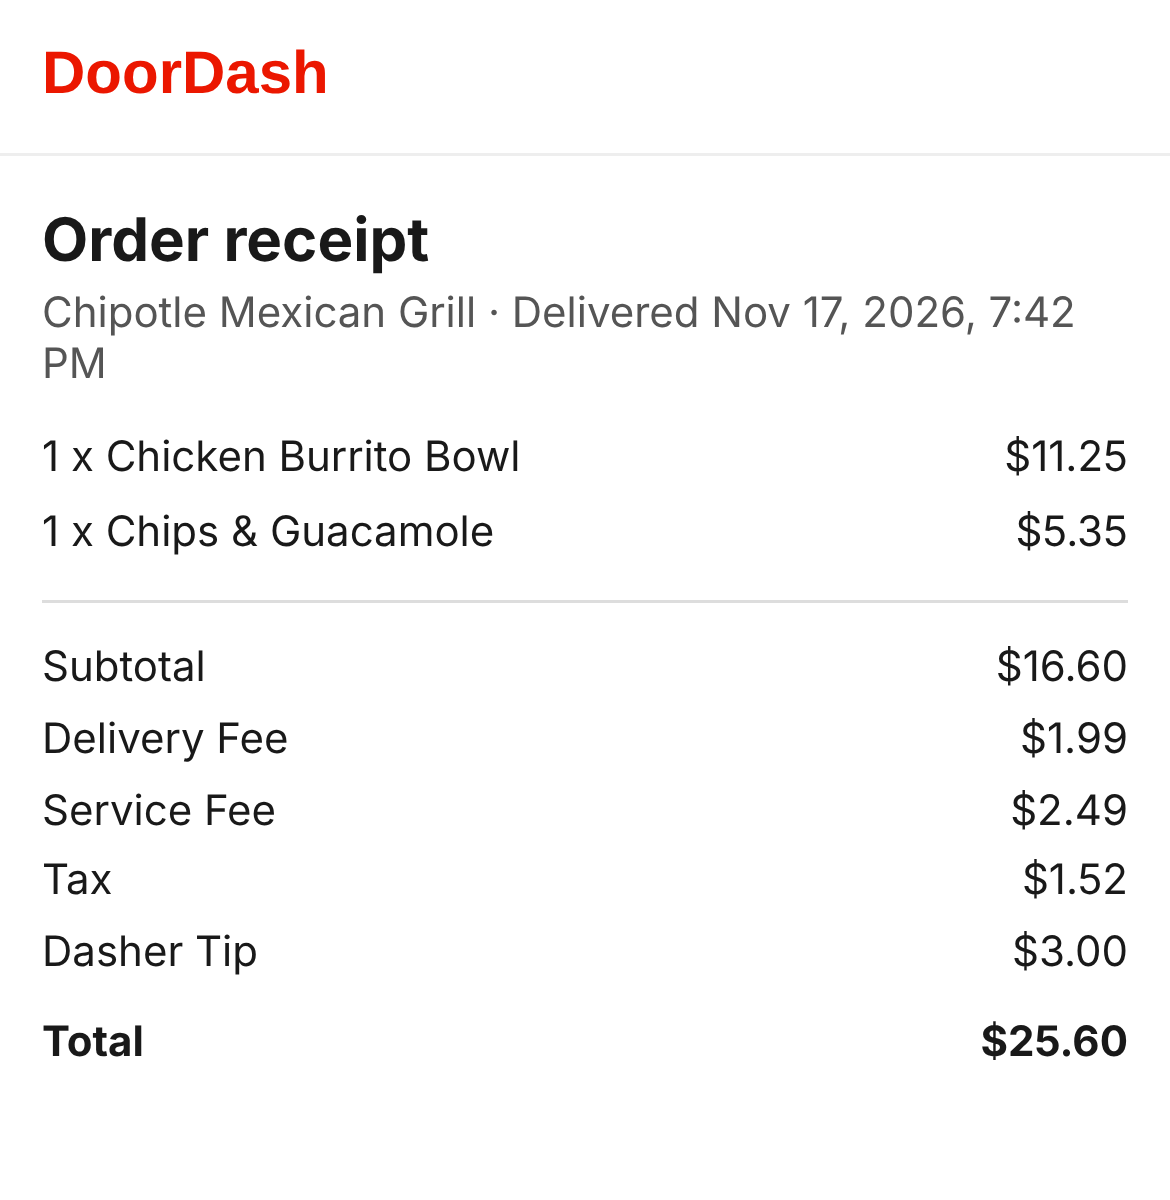 DoorDash
Order receipt
Chipotle Mexican Grill · Delivered Nov 17, 2026, 7:42
PM
1 x Chicken Burrito Bowl $11.25
1 x Chips & Guacamole $5.35
Subtotal $16.60
Delivery Fee $1.99
Service Fee $2.49
Tax $1.52
Dasher Tip $3.00
Total $25.60